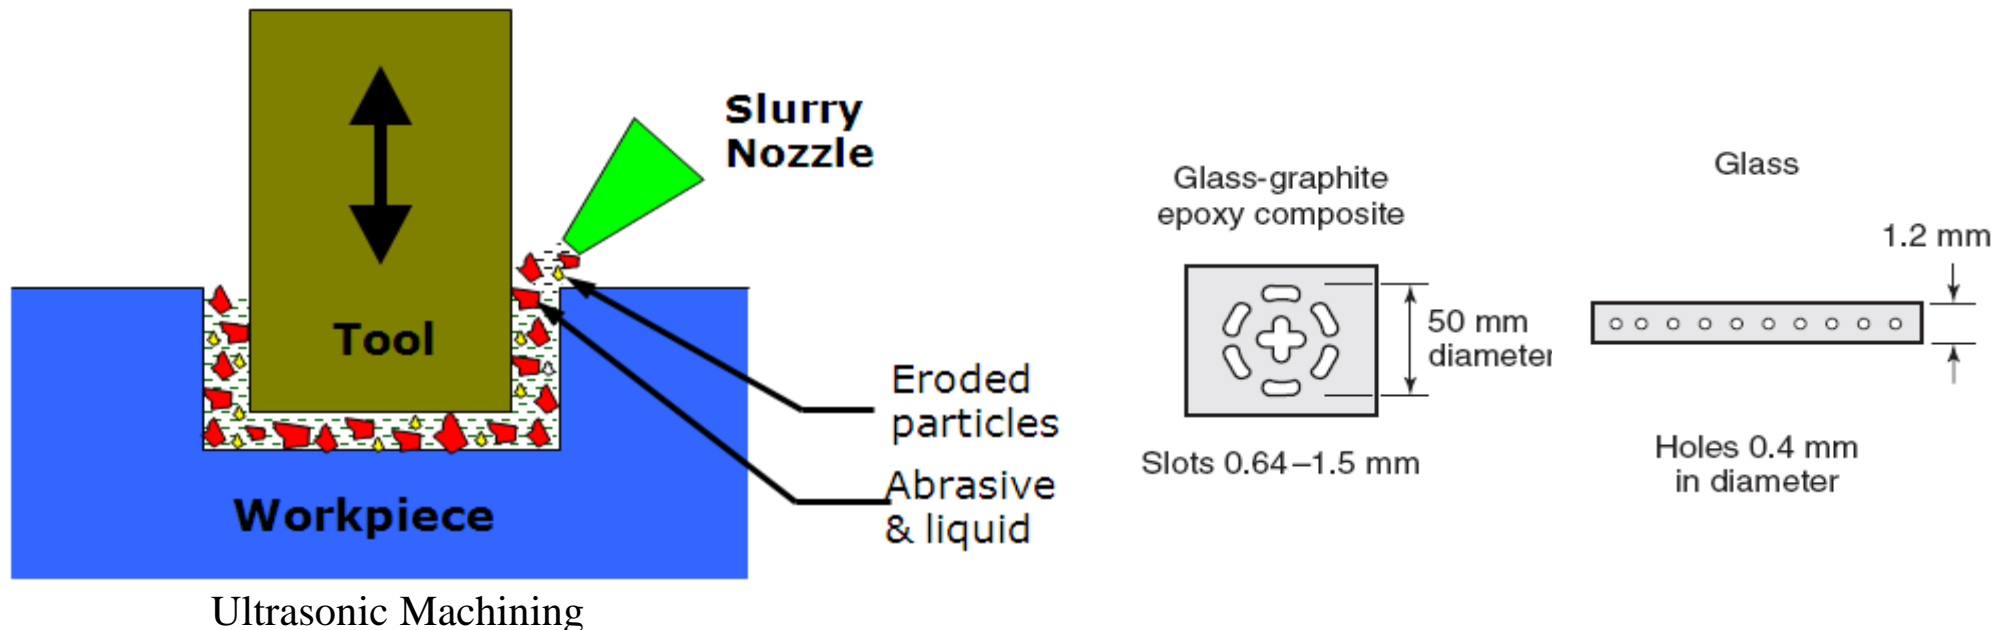 Slurry
Nozzle
Tool
Workpiece
Eroded
particles
Abrasive
& liquid
Ultrasonic Machining
Glass-graphite
epoxy composite
50 mm
diameter
Slots 0.64–1.5 mm
Glass
1.2 mm
Holes 0.4 mm
in diameter